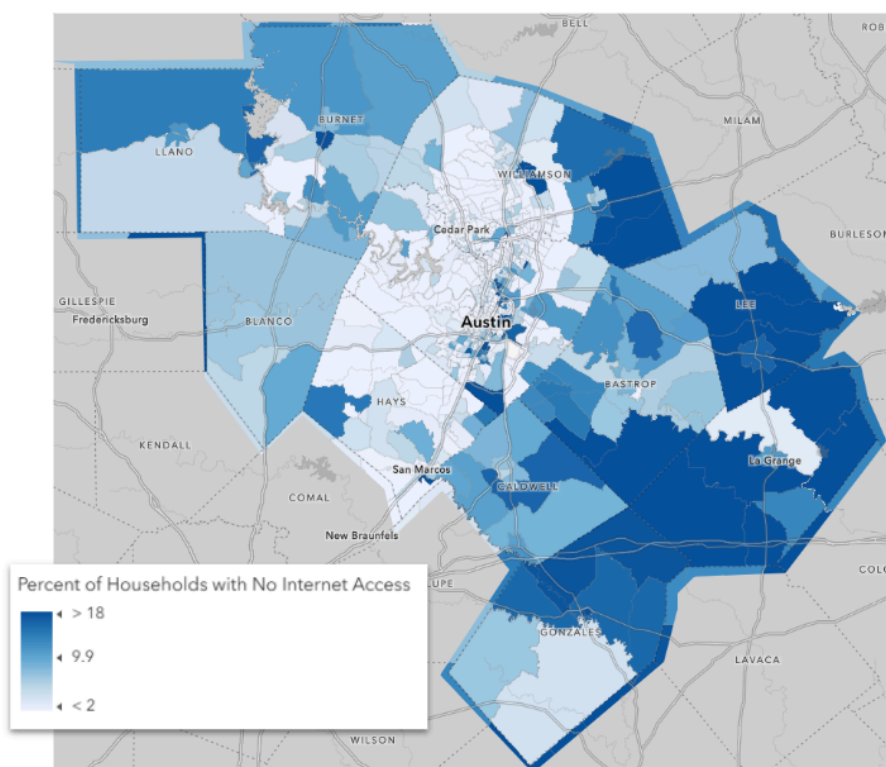 BELL
ROB
BURNET
MILAM
LLANO
WILLIAMSON
Cedar Park
BURLESON
GILLESPIE
LEE
Fredericksburg
BLANCO
Austin
BASTROP
HAYS
KENDALL
La Grange
San Marcos
COMAL
CALDWELL
New Braunfels
COLO
UPE
GONZALES
LAVACA
WILSON
Percent of Households with No Internet Access
> 18
9.9
< 2